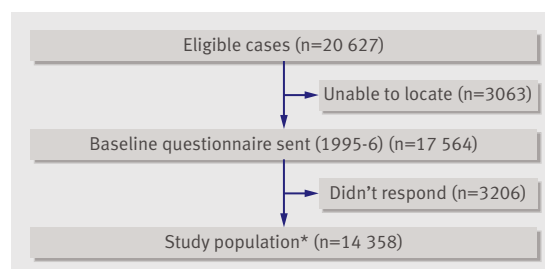 Eligible cases (n=20 627)
Unable to locate (n=3063)
Baseline questionnaire sent (1995-6) (n=17 564)
Didn't respond (n=3206)
Study population* (n=14 358)